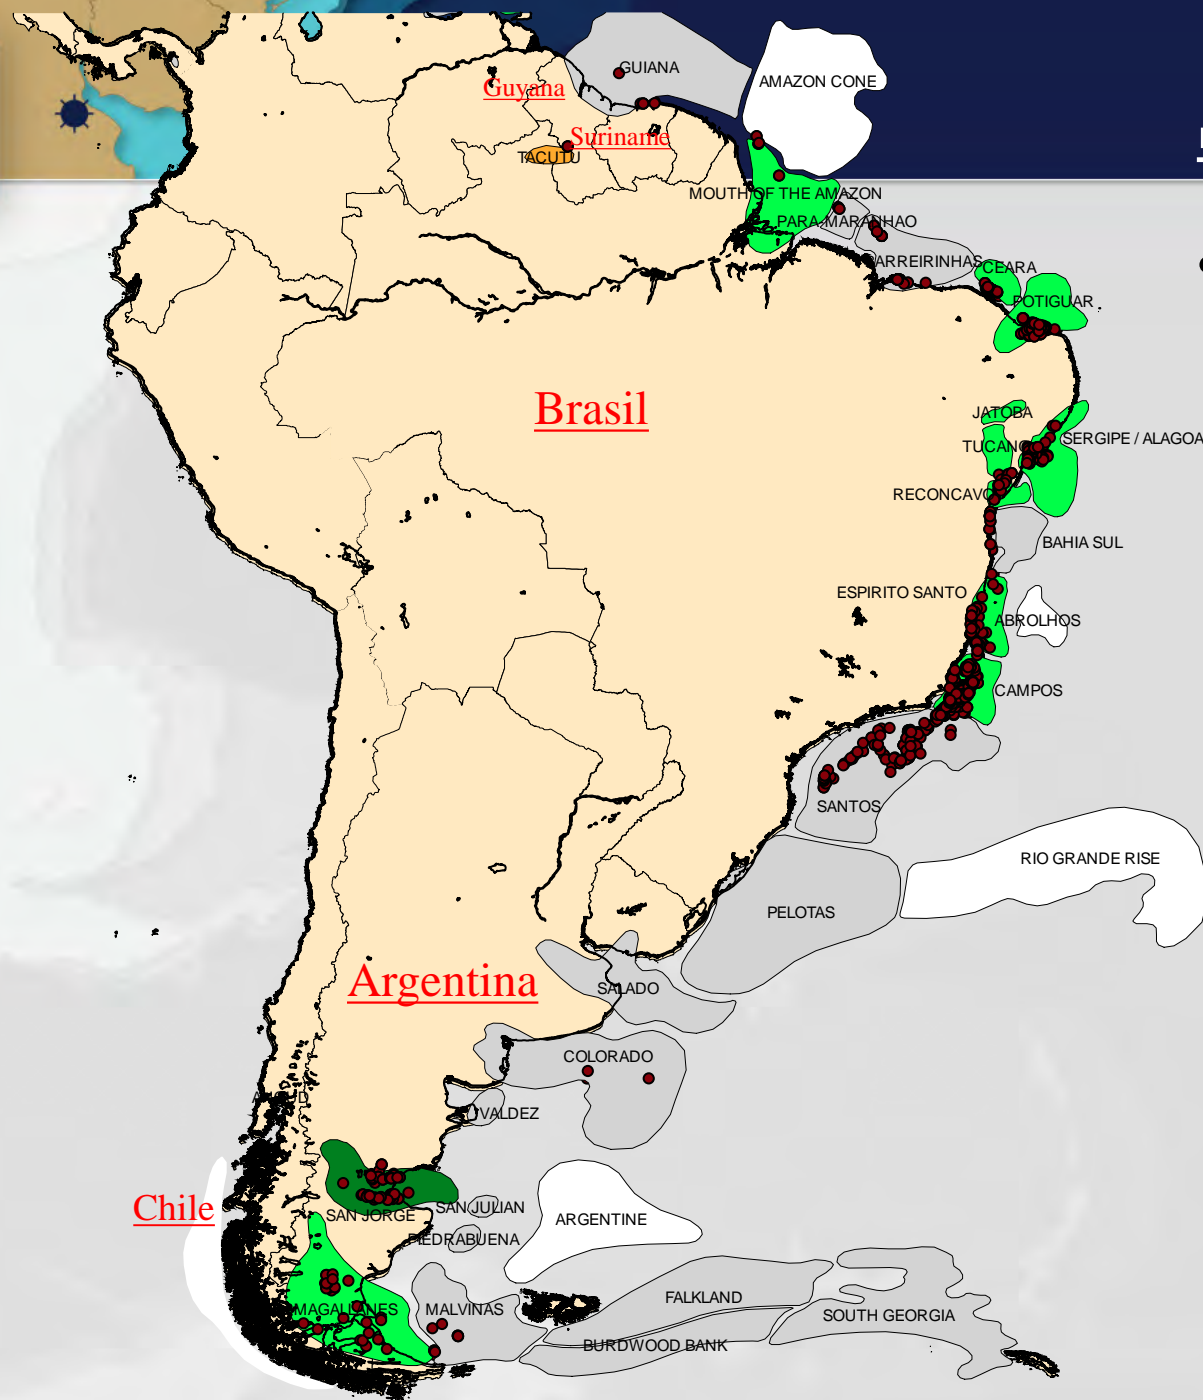 GUIANA
AMAZON CONE
Guyana
Suriname
TACUTU
MOUTH OF THE AMAZON
PARA-MARANHAO
BARREIRINHAS
CEARA
POTIGUAR
Brasil
JATOBA
TUCANO
SERGIPE / ALAGOA
RECONCAVO
BAHIA SUL
ESPIRITO SANTO
ABROLHOS
CAMPOS
SANTOS
RIO GRANDE RISE
PELOTAS
Argentina
SALADO
COLORADO
VALDEZ
Chile
SAN JULIAN
SAN JORGE
ARGENTINE
PIEDRABUENA
FALKLAND
MAGALLANES
MALVINAS
SOUTH GEORGIA
BURDWOOD BANK